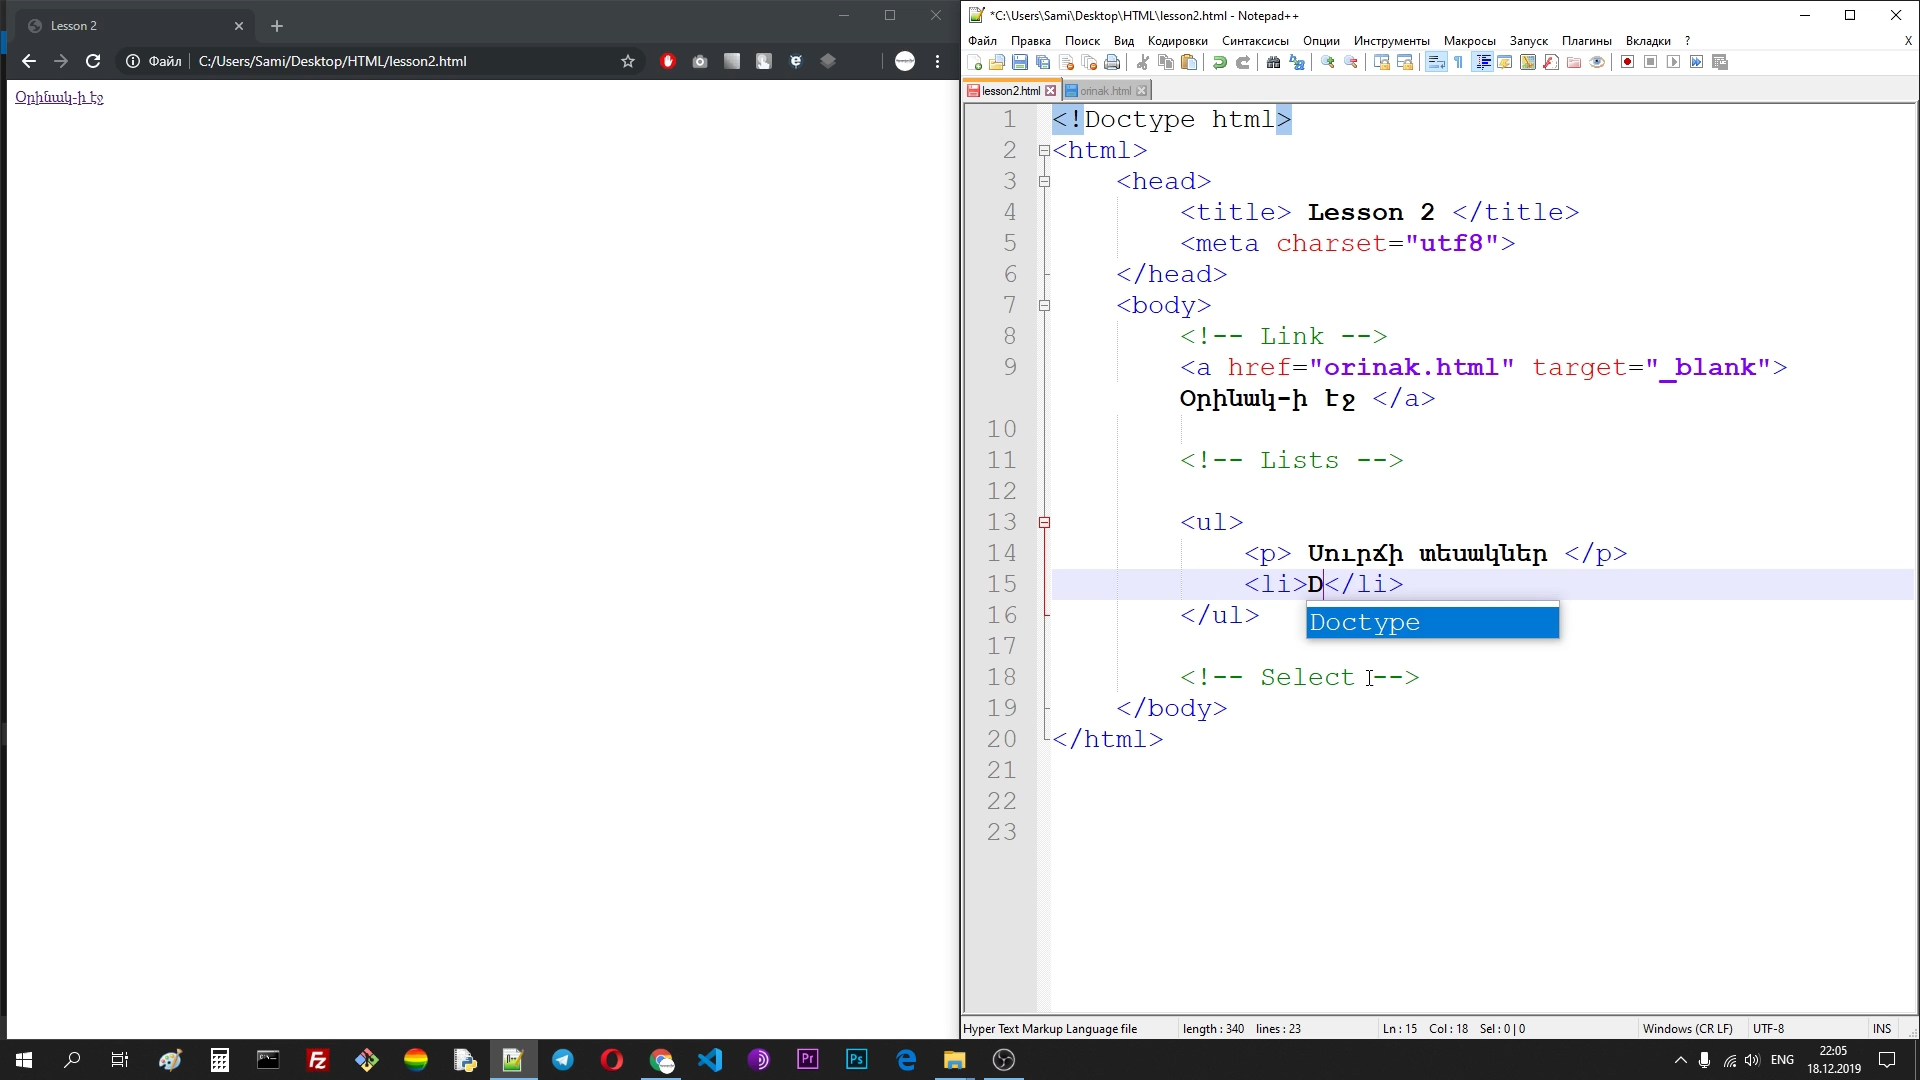 Lesson 2
Файл
C:/Users/Sami/Desktop/HTML/lesson2.html
Օրինակ-ի էջ
*C:\Users\Sami\Desktop\HTML\lesson2.html - Notepad++
Файл Правка Поиск Вид Кодировки Синтаксисы Опции Инструменты Макросы Запуск Плагины Вкладки ? X
lesson2.html orinak.html
1 <!Doctype html>
2 <html>
3 <head>
4 <title> Lesson 2 </title>
5 <meta charset="utf8">
6 </head>
7 <body>
8 <!-- Link -->
9 <a href="orinak.html" target="_blank">
Օրինակ-ի էջ </a>
10
11 <!-- Lists -->
12
13 <ul>
14 <p> Սուրճի տեսակներ </p>
15 <li>D</li>
16 </ul>
Doctype
17
18 <!-- Select -->
19 </body>
20 </html>
21
22
23
Hyper Text Markup Language file length : 340 lines : 23 Ln : 15 Col : 18 Sel : 0 | 0 Windows (CR LF) UTF-8 INS
Pr Ps ENG 22:05
18.12.2019